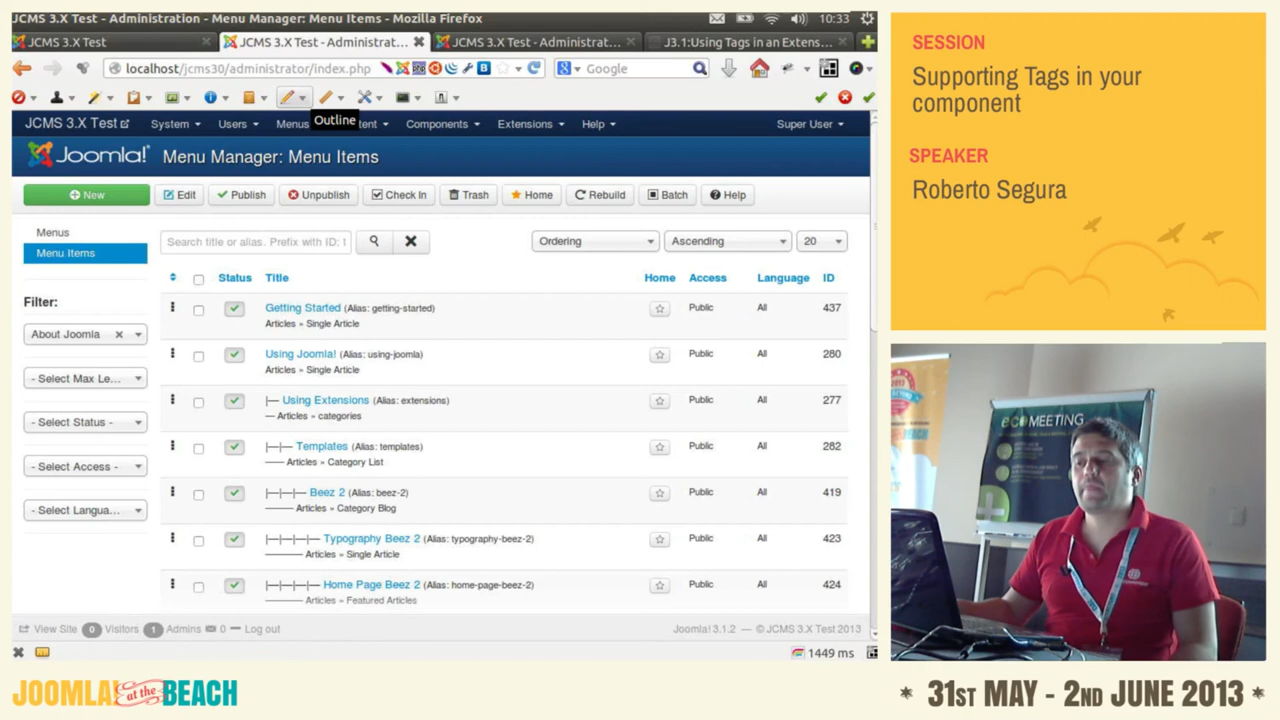 JCMS 3.X Test - Administration - Menu Manager: Menu Items - Mozilla Firefox
10:33
JCMS 3.X Test
JCMS 3.X Test - Administrat...
JCMS 3.X Test - Administrat...
J3.1:Using Tags in an Extens...
localhost/jcms30/administrator/index.php
Google
Outline
JCMS 3.X Test
System
Users
Menus
tent
Components
Extensions
Help
Super User
Joomla!
Menu Manager: Menu Items
New
Edit
Publish
Unpublish
Check In
Trash
Home
Rebuild
Batch
Help
Menus
Menu Items
Search title or alias. Prefix with ID: t
Ordering
Ascending
20
Status
Title
Home
Access
Language
ID
Filter:
About Joomla
- Select Max Le...
- Select Status -
- Select Access -
- Select Langua...
Getting Started (Alias: getting-started)
Articles » Single Article
Public
All
437
Using Joomla! (Alias: using-joomla)
Articles » Single Article
Public
All
280
|— Using Extensions (Alias: extensions)
— Articles » categories
Public
All
277
|—|— Templates (Alias: templates)
—— Articles » Category List
Public
All
282
|—|—|— Beez 2 (Alias: beez-2)
——— Articles » Category Blog
Public
All
419
|—|—|—|— Typography Beez 2 (Alias: typography-beez-2)
———— Articles » Single Article
Public
All
423
|—|—|—|— Home Page Beez 2 (Alias: home-page-beez-2)
———— Articles » Featured Articles
Public
All
424
View Site
0 Visitors
1 Admins
0
Log out
Joomla! 3.1.2 — © JCMS 3.X Test 2013
1449 ms
SESSION
Supporting Tags in your
component
SPEAKER
Roberto Segura
ecoMEETING
BEACH
JOOMLA! at the BEACH
* 31ST MAY - 2ND JUNE 2013 *